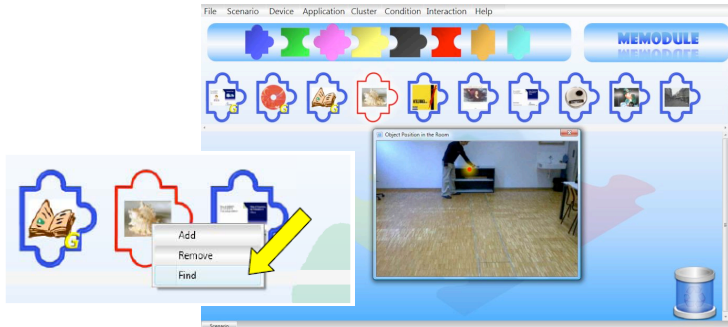 File Scenario Device Application Cluster Condition Interaction Help
MEMODULE
Object Position in the Room
G
G
G
Add
Remove
Find
Scenario